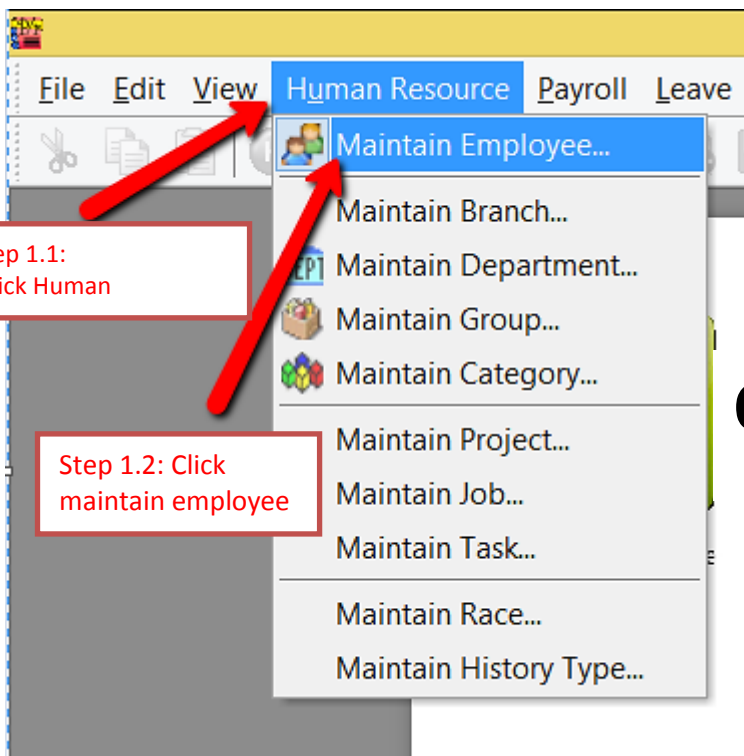 File Edit View Human Resource Payroll Leave
Maintain Employee...
Maintain Branch...
Maintain Department...
Maintain Group...
Maintain Category...
Maintain Project...
Maintain Job...
Maintain Task...
Maintain Race...
Maintain History Type...
ep 1.1:
ick Human
Step 1.2: Click
maintain employee